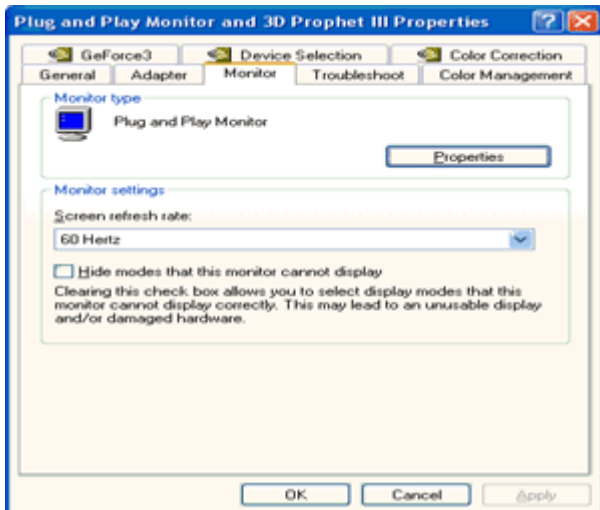 Plug and Play Monitor and 3D Prophet III Properties
GeForce3 Device Selection Color Correction
General Adapter Monitor Troubleshoot Color Management
Monitor type
Plug and Play Monitor
Properties
Monitor settings
Screen refresh rate:
60 Hertz
Hide modes that this monitor cannot display
Clearing this check box allows you to select display modes that this
monitor cannot display correctly. This may lead to an unusable display
and/or damaged hardware.
OK Cancel Apply